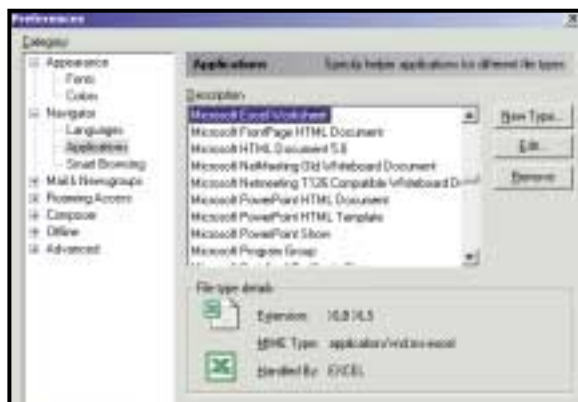 Preferences
Category:
Appearance
Fonts
Colors
Navigator
Languages
Applications
Smart Browsing
Mail & Newsgroups
Roaming Access
Composer
Offline
Advanced
Applications Specify helper applications for different file types
Description:
Microsoft Excel Worksheet
Microsoft FrontPage HTML Document
Microsoft HTML Document 5.0
Microsoft NetMeeting Old Whiteboard Document
Microsoft Netmeeting T126 Compatible Whiteboard D
Microsoft PowerPoint HTML Document
Microsoft PowerPoint HTML Template
Microsoft PowerPoint Show
Microsoft Program Group
New Type...
Edit...
Remove
File type details
Extension:
MIME Type: application/vnd.ms-excel
Handled By: EXCEL